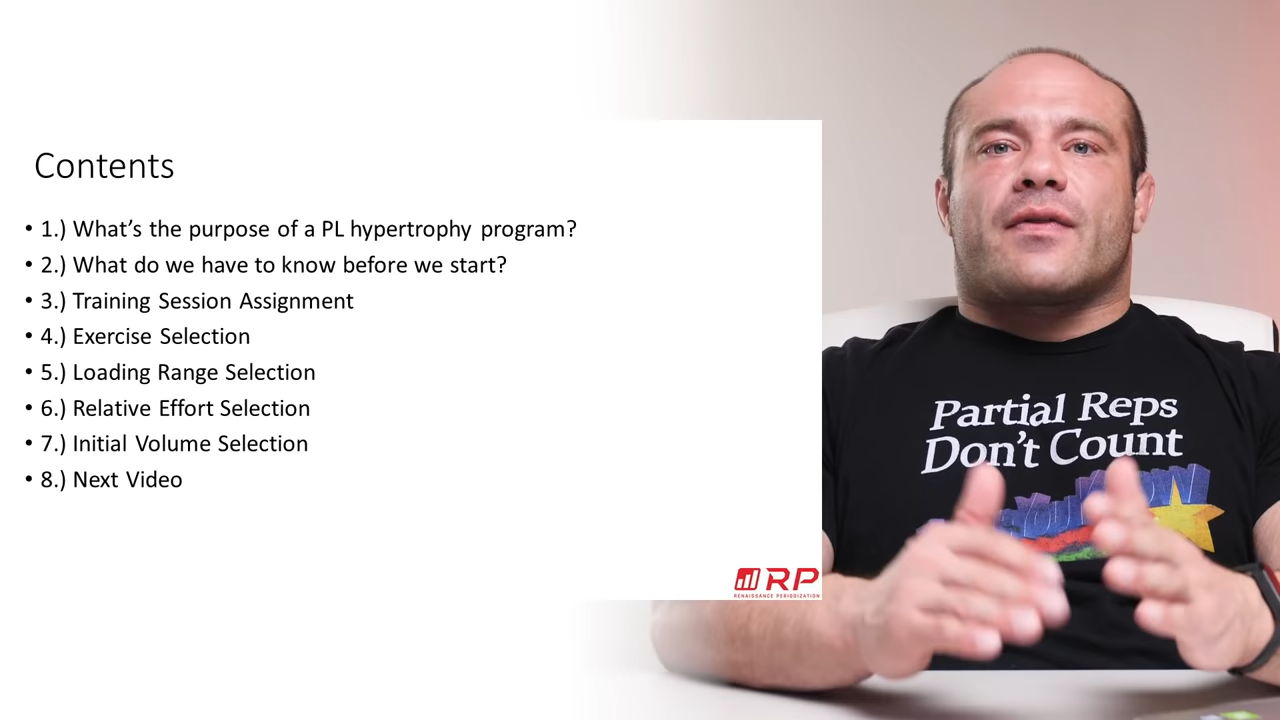 Contents
• 1.) What's the purpose of a PL hypertrophy program?
• 2.) What do we have to know before we start?
• 3.) Training Session Assignment
• 4.) Exercise Selection
• 5.) Loading Range Selection
• 6.) Relative Effort Selection
• 7.) Initial Volume Selection
• 8.) Next Video
RP
RENAISSANCE PERIODIZATION
Partial Reps
Don't Count